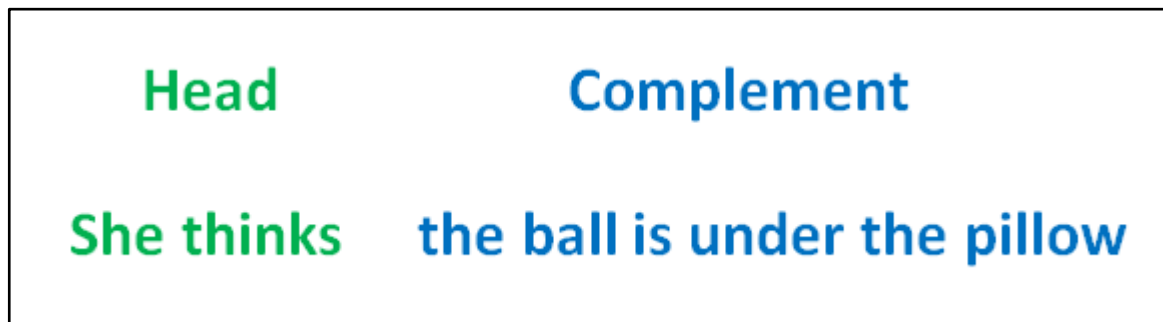 Head Complement
She thinks the ball is under the pillow